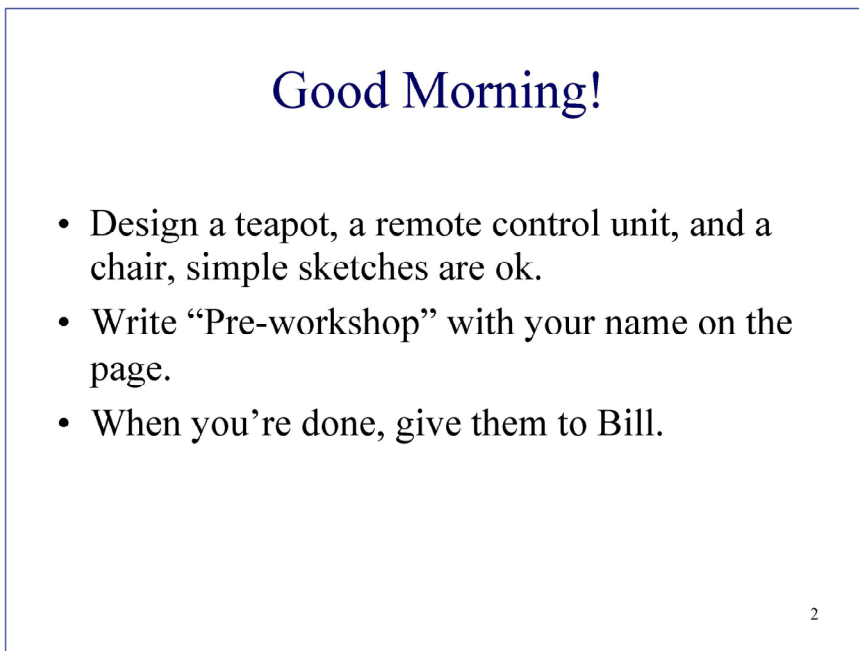 Good Morning!
• Design a teapot, a remote control unit, and a
chair, simple sketches are ok.
• Write “Pre-workshop” with your name on the
page.
• When you’re done, give them to Bill.
2